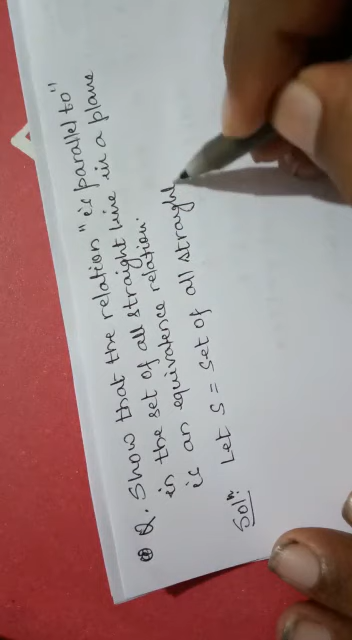 Q. Show that the relation "is parallel to"
in the set of all straight line in a plane
is an equivalence relation.
Solⁿ. Let S = Set of all straight